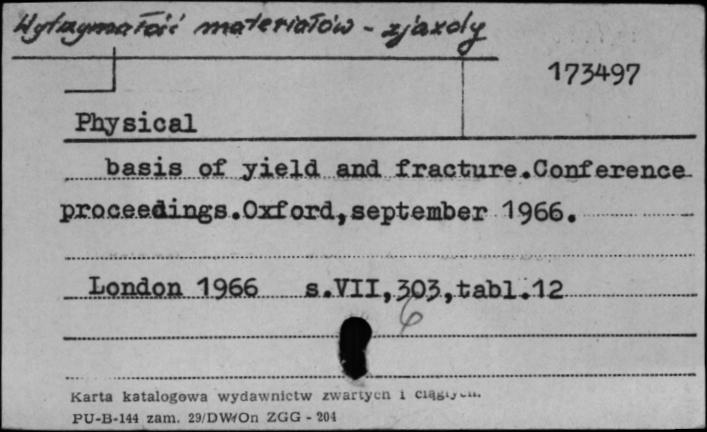 Wytrzymałość materiałów - zjazdy
173497
Physical
basis of yield and fracture.Conference
proceedings.Oxford,september 1966.
London 1966 s.VII,303,tabl.12
6
Karta katalogowa wydawnictw zwartych i ciągłych.
PU-B-144 zam. 29/DW/On ZGG - 204